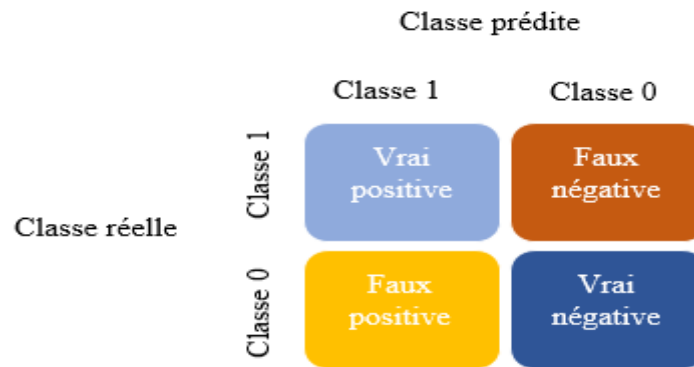 Classe prédite
Classe 1 Classe 0
Classe 1
Vrai positive
Faux négative
Classe réelle
Classe 0
Faux positive
Vrai négative